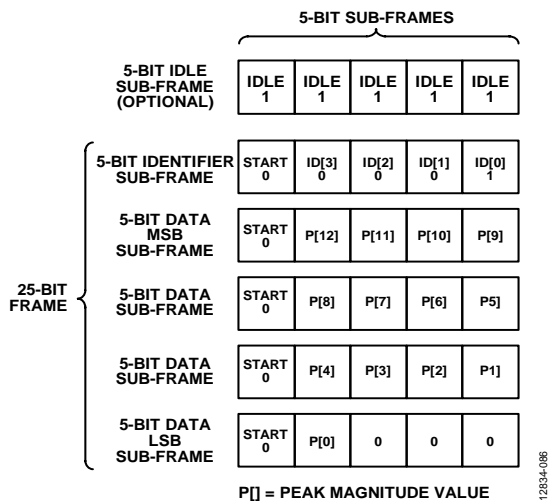 5-BIT SUB-FRAMES
5-BIT IDLE
SUB-FRAME
(OPTIONAL)
IDLE
1
IDLE
1
IDLE
1
IDLE
1
IDLE
1
25-BIT
FRAME
5-BIT IDENTIFIER
SUB-FRAME
START
0
ID[3]
0
ID[2]
0
ID[1]
0
ID[0]
1
5-BIT DATA
MSB
SUB-FRAME
START
0
P[12]
P[11]
P[10]
P[9]
5-BIT DATA
SUB-FRAME
START
0
P[8]
P[7]
P[6]
P5]
5-BIT DATA
SUB-FRAME
START
0
P[4]
P[3]
P[2]
P1]
5-BIT DATA
LSB
SUB-FRAME
START
0
P[0]
0
0
0
P[] = PEAK MAGNITUDE VALUE
12834-086